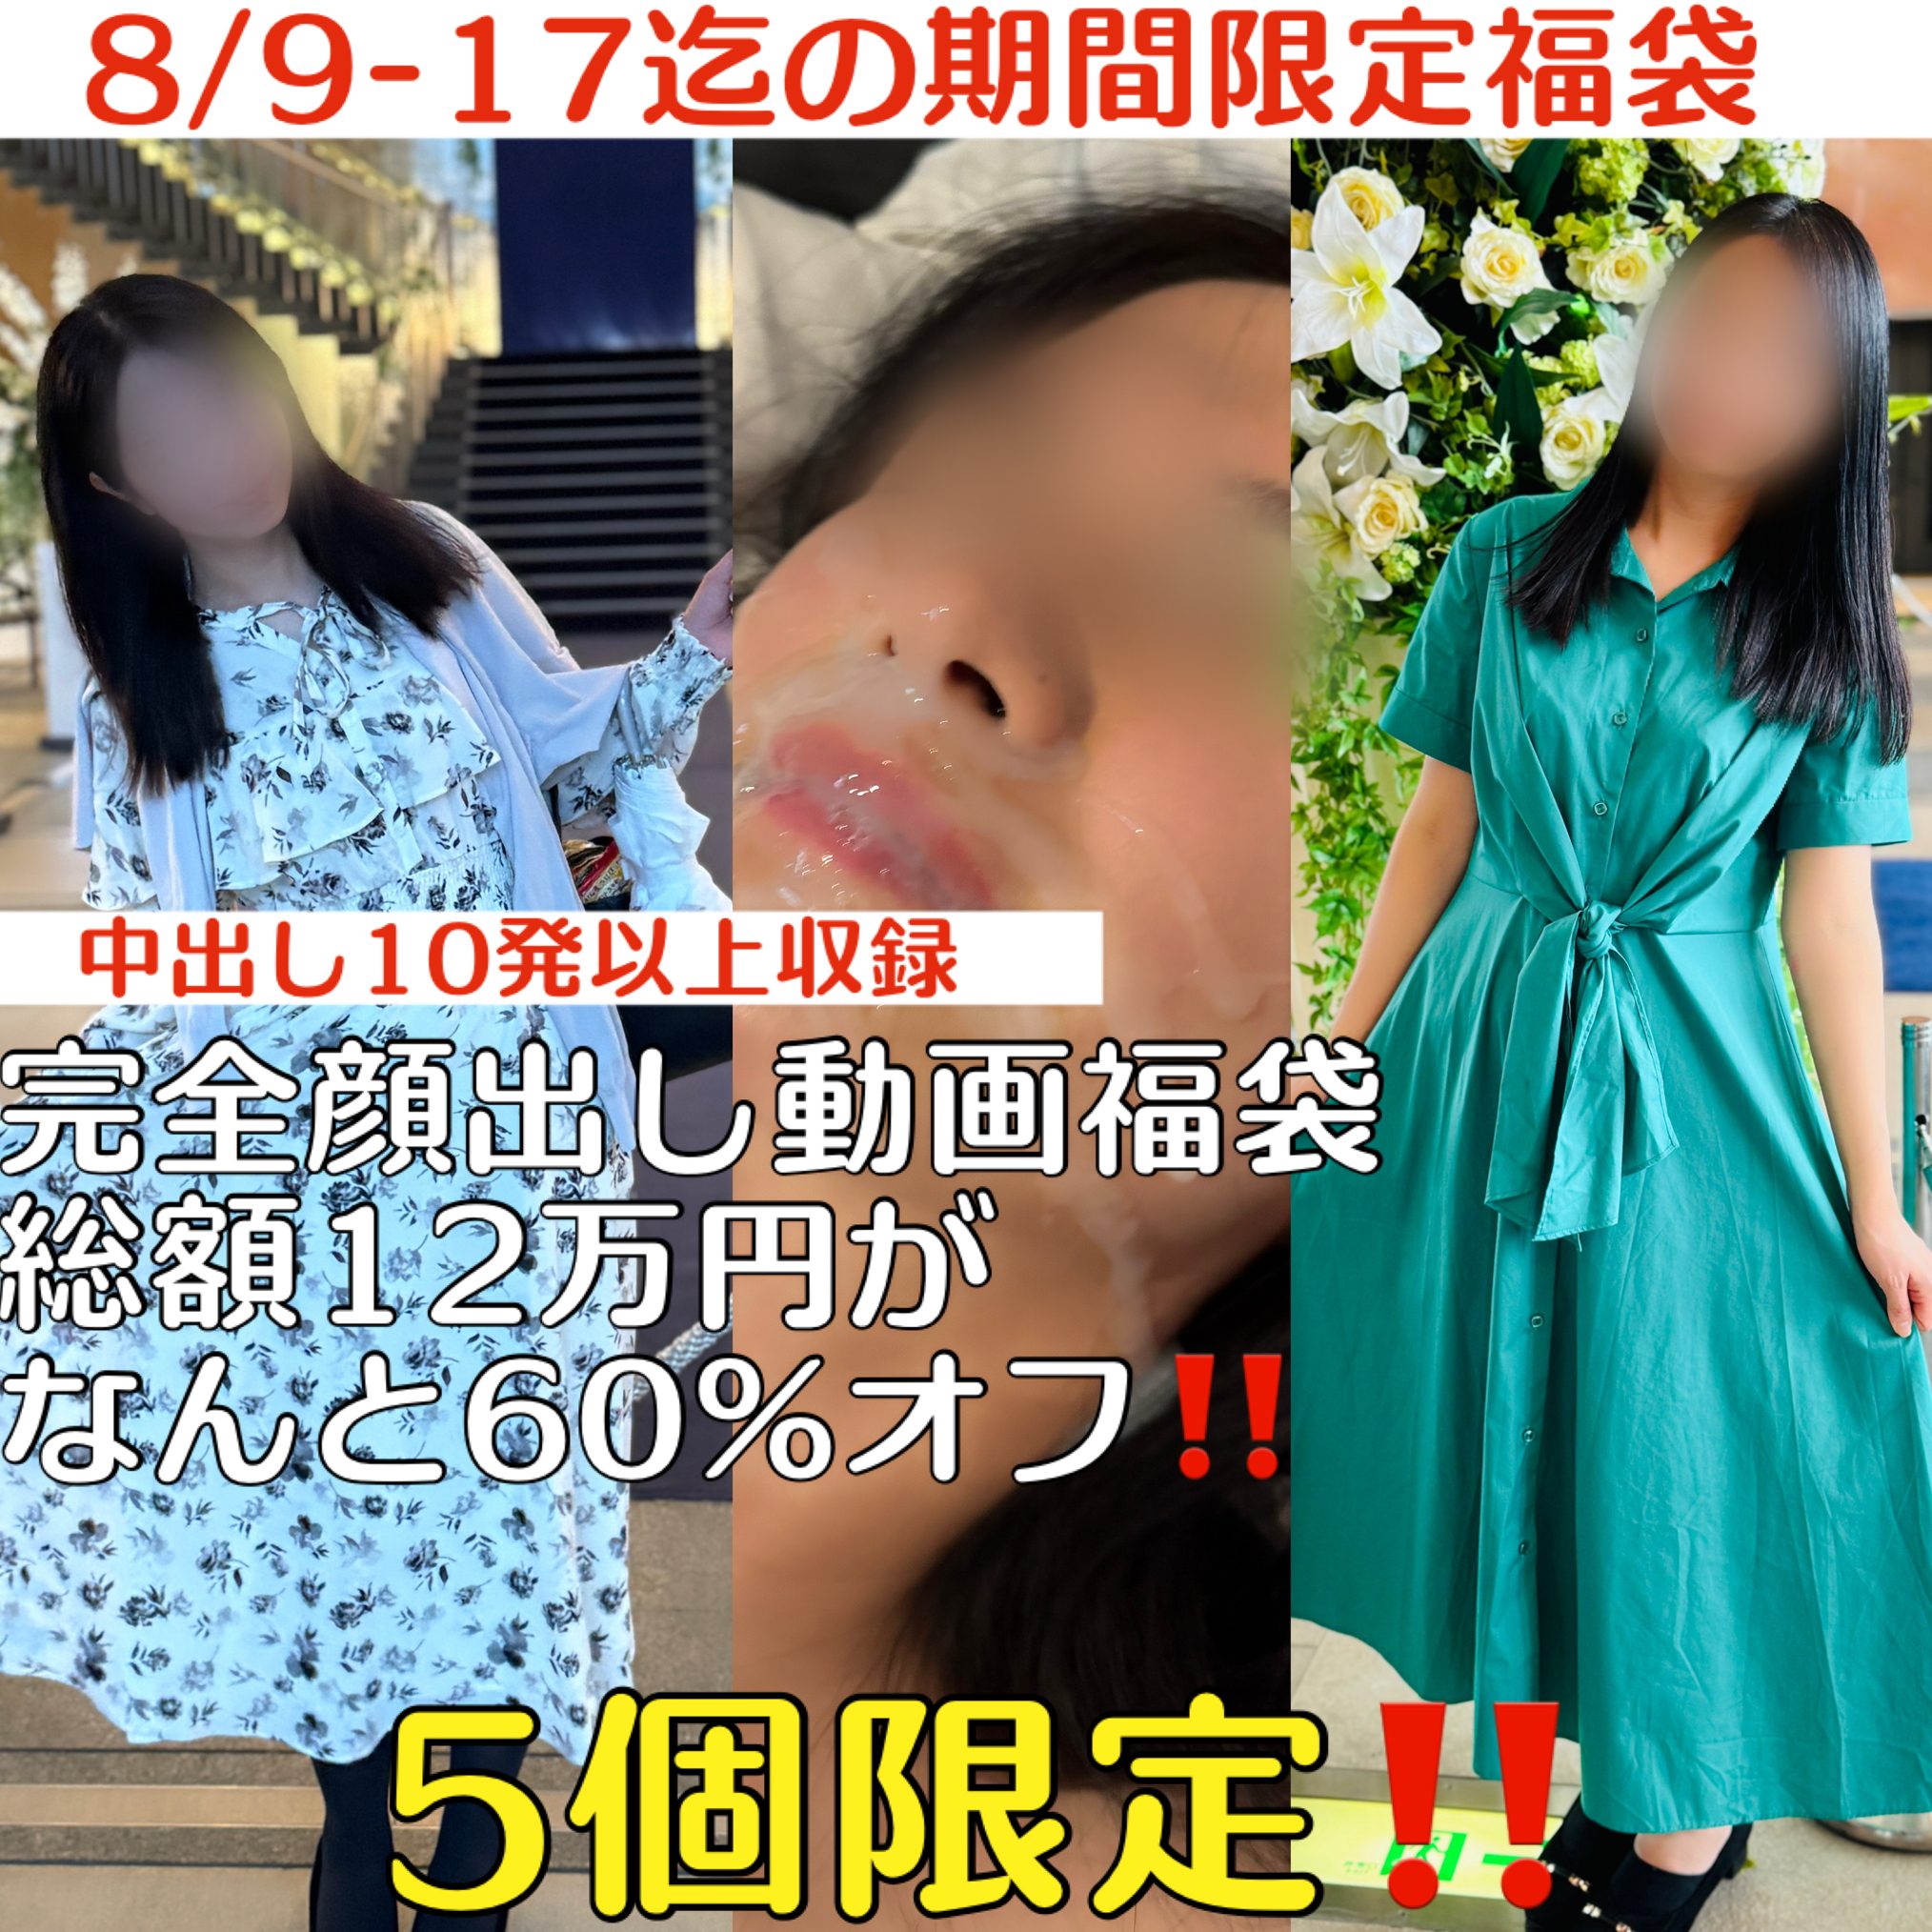 8/9-17迄の期間限定福袋
中出し10発以上収録
完全顔出し動画福袋
総額12万円が
なんと60%オフ‼
5個限定‼